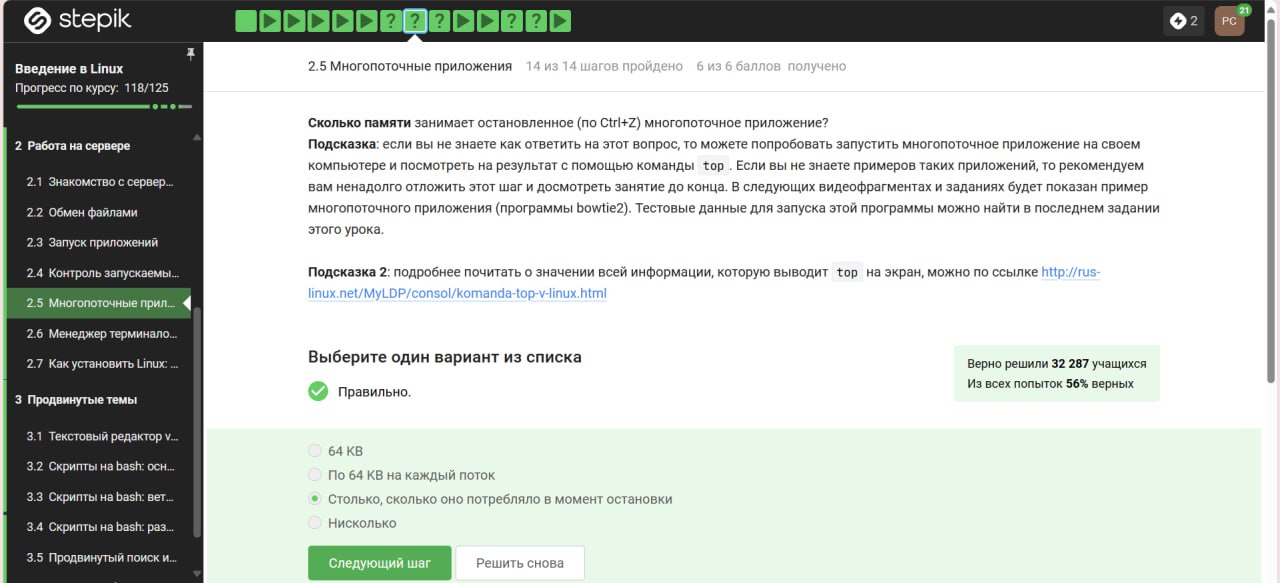 stepik
? ? ? ? ?
2
РС
21
Введение в Linux
Прогресс по курсу: 118/125
2 Работа на сервере
2.1 Знакомство с сервер...
2.2 Обмен файлами
2.3 Запуск приложений
2.4 Контроль запускаемы...
2.5 Многопоточные прил...
2.6 Менеджер терминало...
2.7 Как установить Linux: ...
3 Продвинутые темы
3.1 Текстовый редактор v...
3.2 Скрипты на bash: осн...
3.3 Скрипты на bash: вет...
3.4 Скрипты на bash: раз...
3.5 Продвинутый поиск и...
2.5 Многопоточные приложения 14 из 14 шагов пройдено 6 из 6 баллов получено
Сколько памяти занимает остановленное (по Ctrl+Z) многопоточное приложение?
Подсказка: если вы не знаете как ответить на этот вопрос, то можете попробовать запустить многопоточное приложение на своем
компьютере и посмотреть на результат с помощью команды top . Если вы не знаете примеров таких приложений, то рекомендуем
вам ненадолго отложить этот шаг и досмотреть занятие до конца. В следующих видеофрагментах и заданиях будет показан пример
многопоточного приложения (программы bowtie2). Тестовые данные для запуска этой программы можно найти в последнем задании
этого урока.
Подсказка 2: подробнее почитать о значении всей информации, которую выводит top на экран, можно по ссылке http://rus-
linux.net/MyLDP/consol/komanda-top-v-linux.html
Выберите один вариант из списка
Правильно.
Верно решили 32 287 учащихся
Из всех попыток 56% верных
64 KB
По 64 KB на каждый поток
Столько, сколько оно потребляло в момент остановки
Нисколько
Следующий шаг
Решить снова